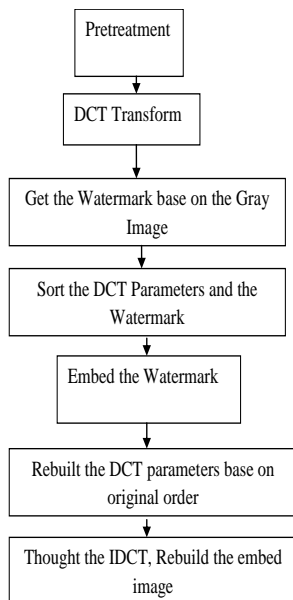 Pretreatment
DCT Transform
Get the Watermark base on the Gray
Image
Sort the DCT Parameters and the
Watermark
Embed the Watermark
Rebuilt the DCT parameters base on
original order
Thought the IDCT, Rebuild the embed
image